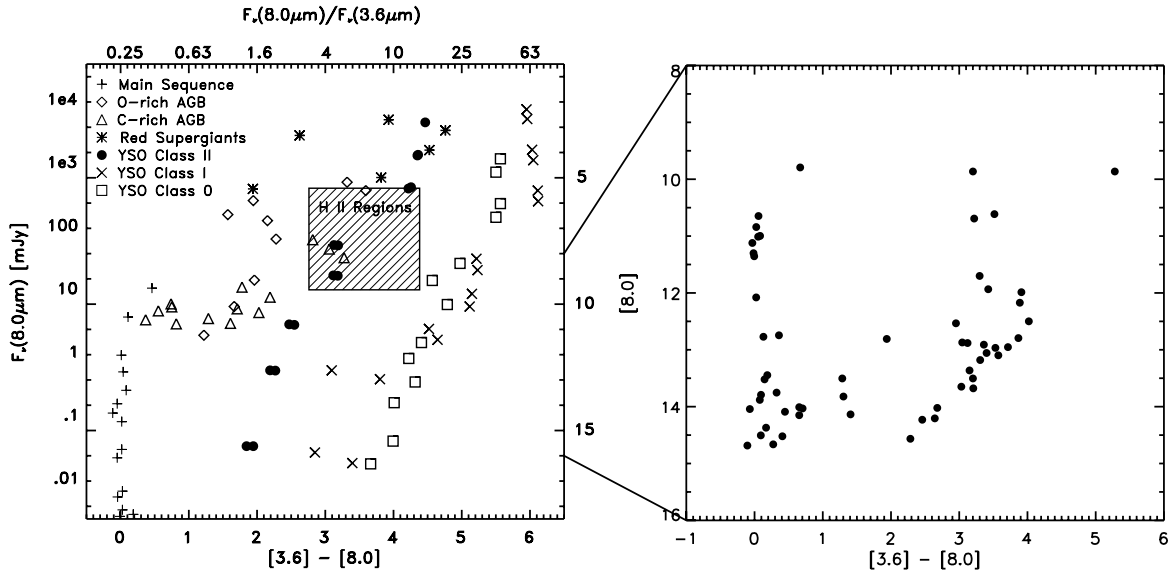 Fᵥ(8.0μm)/Fᵥ(3.6μm)
0.25 0.63 1.6 4 10 25 63
Main Sequence
O-rich AGB
C-rich AGB
Red Supergiants
YSO Class II
YSO Class I
YSO Class 0
H II Regions
Fᵥ(8.0μm) [mJy]
1e4
1e3
100
10
1
.1
.01
5
10
15
0 1 2 3 4 5 6
[3.6] − [8.0]
[8.0]
8
10
12
14
16
−1 0 1 2 3 4 5 6
[3.6] − [8.0]